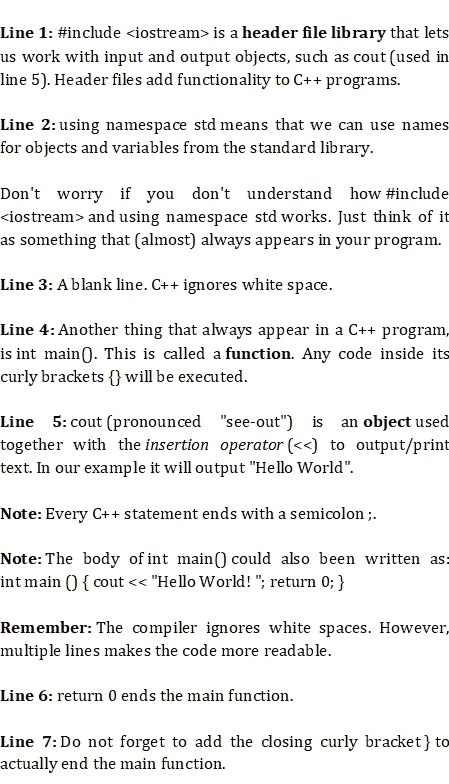 Line 1: #include <iostream> is a header file library that lets
us work with input and output objects, such as cout (used in
line 5). Header files add functionality to C++ programs.
Line 2: using namespace std means that we can use names
for objects and variables from the standard library.
Don't worry if you don't understand how #include
<iostream> and using namespace std works. Just think of it
as something that (almost) always appears in your program.
Line 3: A blank line. C++ ignores white space.
Line 4: Another thing that always appear in a C++ program,
is int main(). This is called a function. Any code inside its
curly brackets {} will be executed.
Line 5: cout (pronounced "see-out") is an object used
together with the insertion operator (<<) to output/print
text. In our example it will output "Hello World".
Note: Every C++ statement ends with a semicolon ;.
Note: The body of int main() could also been written as:
int main () { cout << "Hello World! "; return 0; }
Remember: The compiler ignores white spaces. However,
multiple lines makes the code more readable.
Line 6: return 0 ends the main function.
Line 7: Do not forget to add the closing curly bracket } to
actually end the main function.